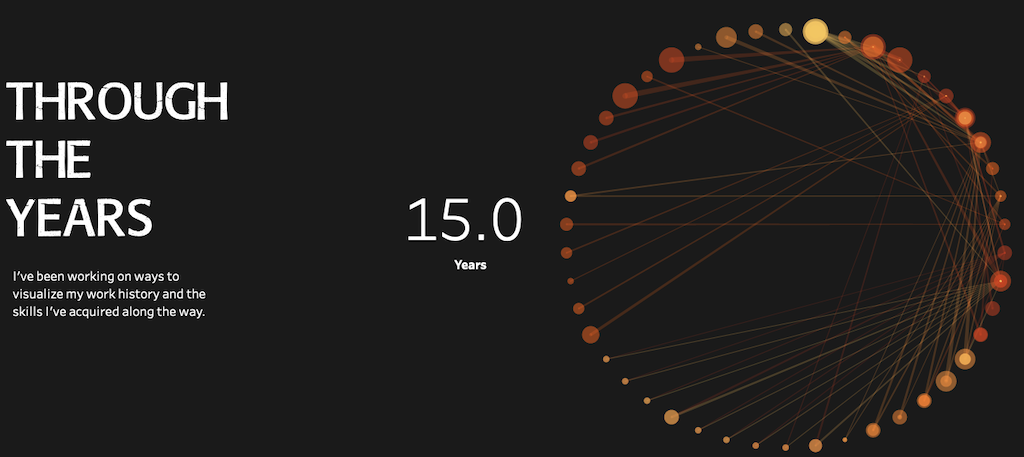 THROUGH
THE
YEARS
I've been working on ways to
visualize my work history and the
skills I've acquired along the way.
15.0
Years